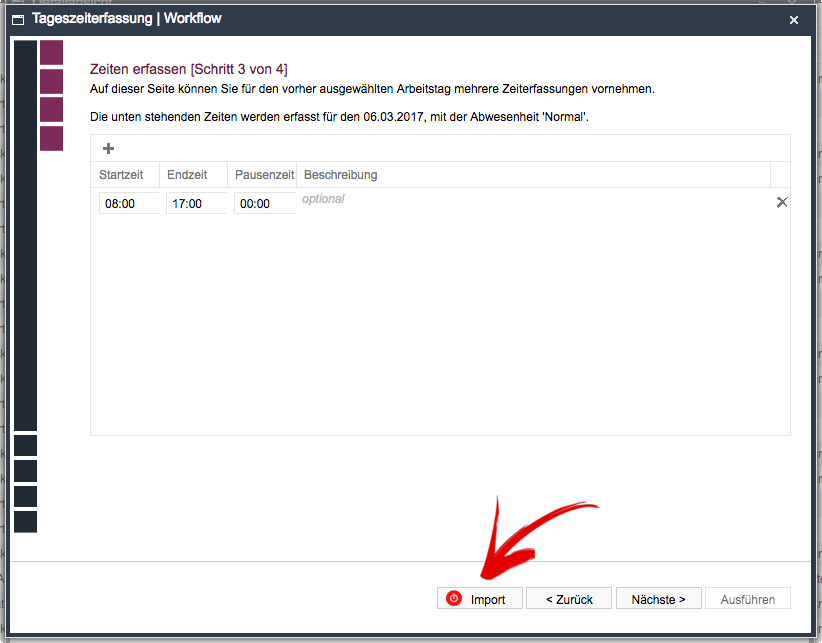 Tageszeiterfassung | Workflow
Zeiten erfassen [Schritt 3 von 4]
Auf dieser Seite können Sie für den vorher ausgewählten Arbeitstag mehrere Zeiterfassungen vornehmen.
Die unten stehenden Zeiten werden erfasst für den 06.03.2017, mit der Abwesenheit 'Normal'.
Startzeit Endzeit Pausenzeit Beschreibung
08:00 17:00 00:00 optional
Import < Zurück Nächste > Ausführen